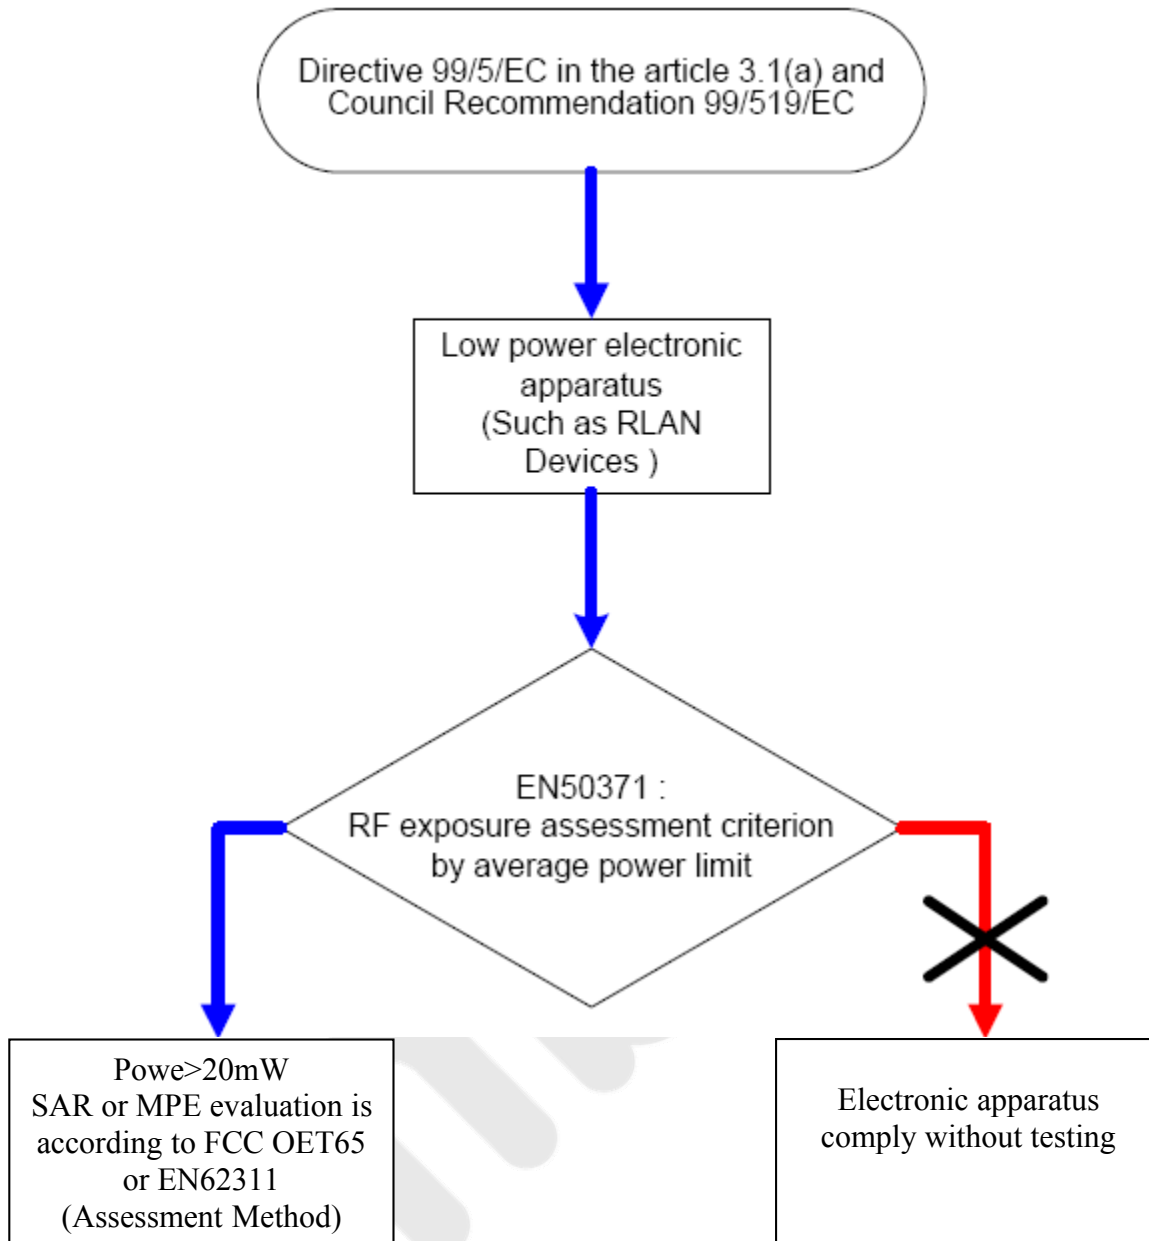 Directive 99/5/EC in the article 3.1(a) and
Council Recommendation 99/519/EC
Low power electronic
apparatus
(Such as RLAN
Devices )
EN50371 :
RF exposure assessment criterion
by average power limit
Powe>20mW
SAR or MPE evaluation is
according to FCC OET65
or EN62311
(Assessment Method)
Electronic apparatus
comply without testing